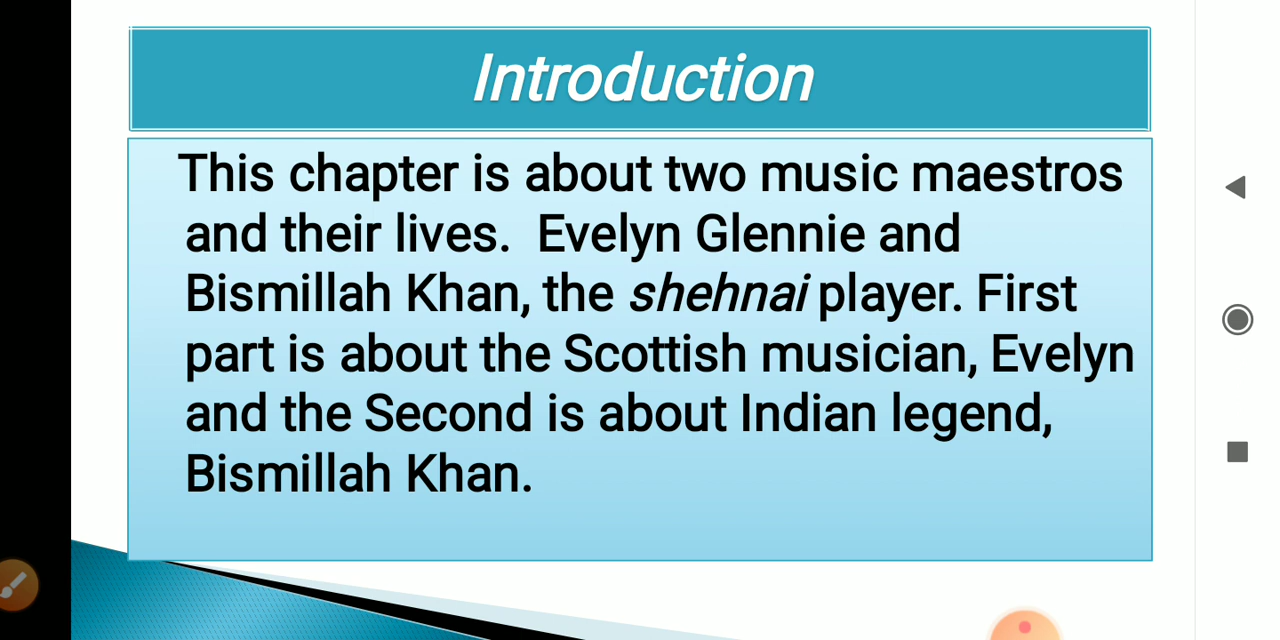 Introduction
This chapter is about two music maestros
and their lives.  Evelyn Glennie and
Bismillah Khan, the shehnai player. First
part is about the Scottish musician, Evelyn
and the Second is about Indian legend,
Bismillah Khan.